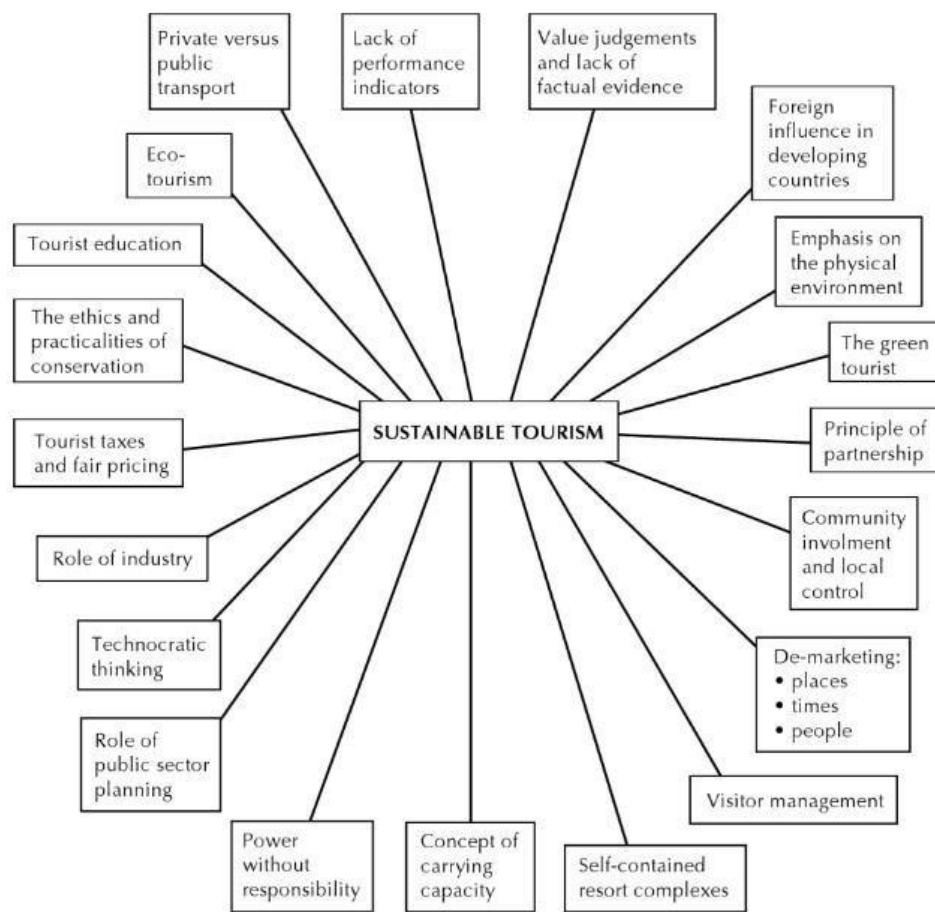 Private versus
public
transport
Lack of
performance
indicators
Value judgements
and lack of
factual evidence
Foreign
influence in
developing
countries
Eco-
tourism
Tourist education
Emphasis on
the physical
environment
The ethics and
practicalities of
conservation
The green
tourist
SUSTAINABLE TOURISM
Tourist taxes
and fair pricing
Principle of
partnership
Community
involment
and local
control
Role of industry
Technocratic
thinking
De-marketing:
• places
• times
• people
Role of
public sector
planning
Visitor management
Power
without
responsibility
Concept of
carrying
capacity
Self-contained
resort complexes